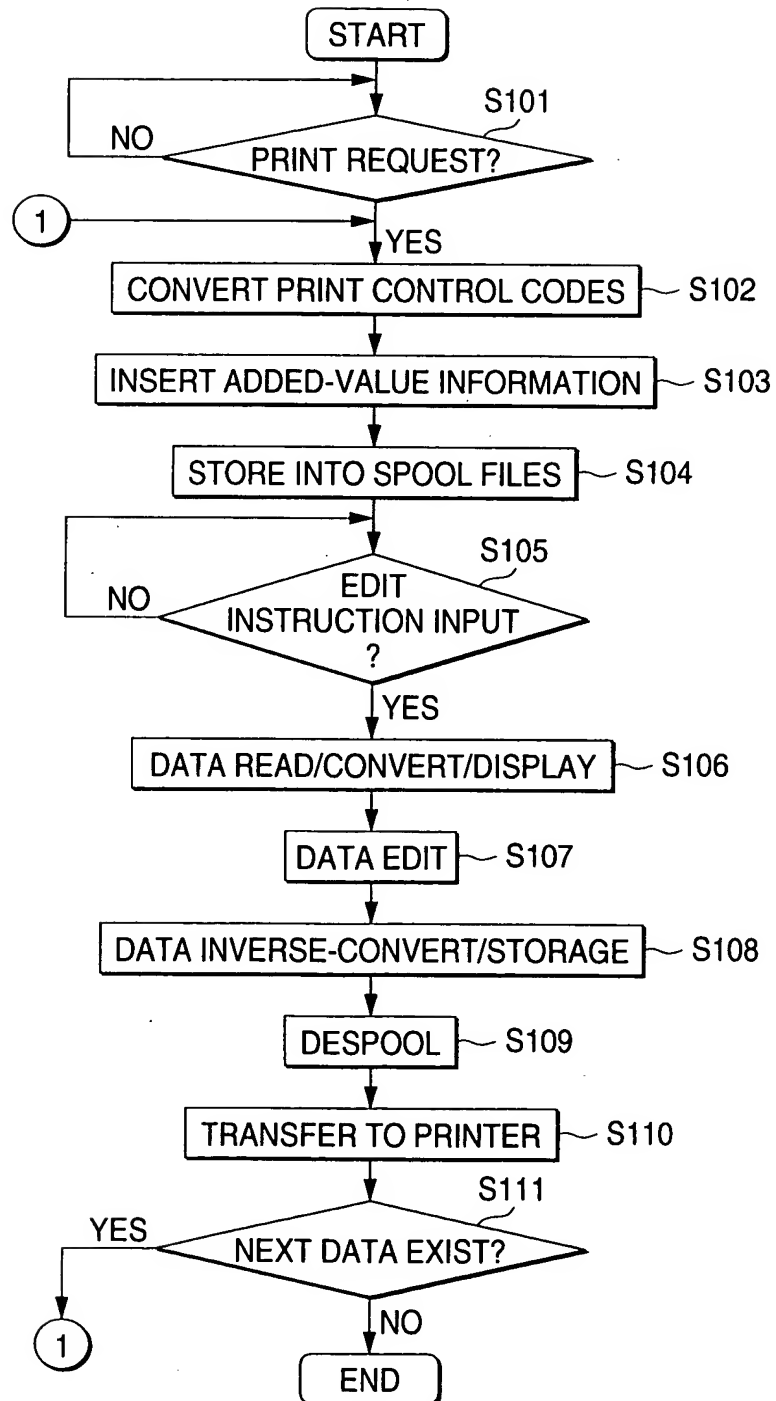 START
S101
NO
PRINT REQUEST?
1
YES
CONVERT PRINT CONTROL CODES
S102
INSERT ADDED-VALUE INFORMATION
S103
STORE INTO SPOOL FILES
S104
S105
EDIT
NO
INSTRUCTION INPUT
?
YES
DATA READ/CONVERT/DISPLAY
S106
DATA EDIT
S107
DATA INVERSE-CONVERT/STORAGE
S108
DESPOOL
S109
TRANSFER TO PRINTER
S110
S111
YES
NEXT DATA EXIST?
NO
1
END